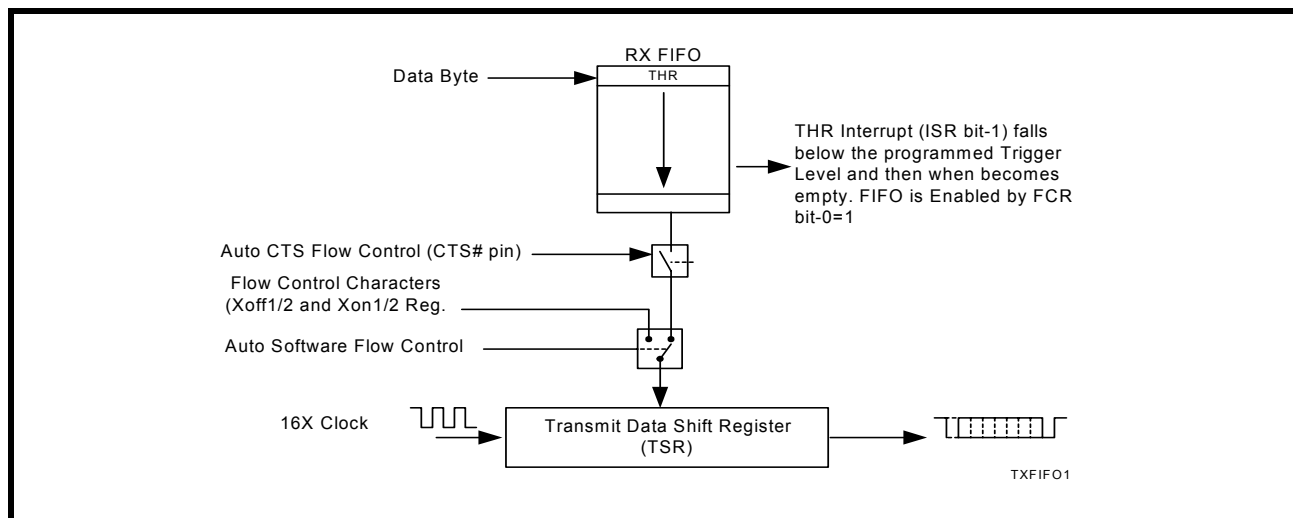 RX FIFO
Data Byte
THR
THR Interrupt (ISR bit-1) falls
below the programmed Trigger
Level and then when becomes
empty. FIFO is Enabled by FCR
bit-0=1
Auto CTS Flow Control (CTS# pin)
Flow Control Characters
(Xoff1/2 and Xon1/2 Reg.
Auto Software Flow Control
16X Clock
Transmit Data Shift Register
(TSR)
TXFIFO1